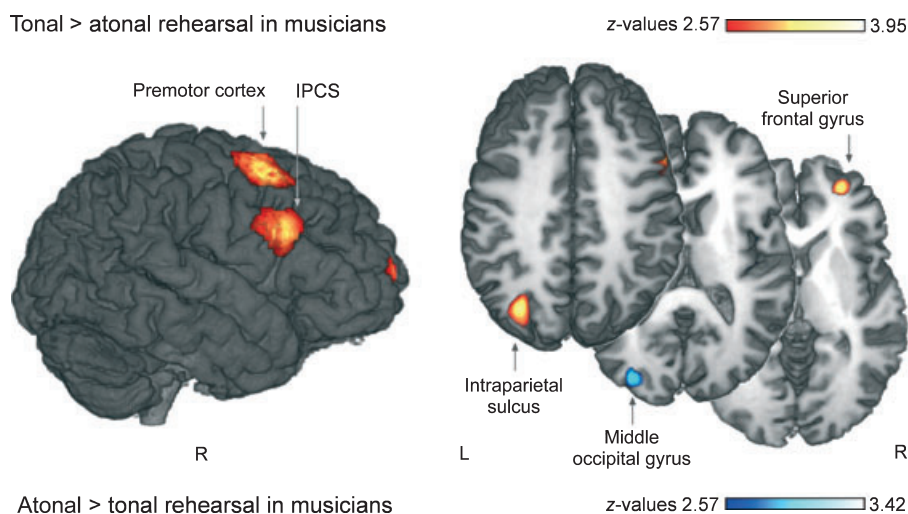 Tonal > atonal rehearsal in musicians
z-values 2.57 3.95
Premotor cortex
IPCS
Superior
frontal gyrus
Intraparietal
sulcus
Middle
occipital gyrus
R
L
R
Atonal > tonal rehearsal in musicians
z-values 2.57 3.42